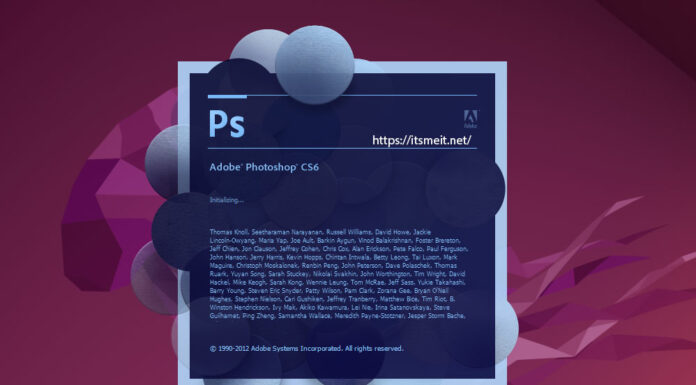 Ps
Adobe
https://itsmeit.net/
Adobe® Photoshop® CS6
Initializing...
Thomas Knoll, Seetharaman Narayanan, Russell Williams, David Howe, Jackie
Lincoln-Owyang, Maria Yap, Joe Ault, Barkin Aygun, Vinod Balakrishnan, Foster Brereton,
Jeff Chien, Jon Clauson, Jeffrey Cohen, Chris Cox, Alan Erickson, Pete Falco, Paul Ferguson,
John Hanson, Jerry Harris, Kevin Hopps, Chintan Intwala, Betty Leong, Tai Luxon, Mark
Maguire, Christoph Moskalonek, Renbin Peng, John Peterson, Dave Polaschek, Thomas
Ruark, Yuyan Song, Sarah Stuckey, Nikolai Svakhin, John Worthington, Tim Wright, David
Hackel, Mike Keogh, Sarah Kong, Wennie Leung, Tom McRae, Jeff Sass, Yukie Takahashi,
Barry Young, Steven Eric Snyder, Patty Wilson, Pam Clark, Zorana Gee, Bryan O'Neil
Hughes, Stephen Nielson, Cari Gushiken, Jeffrey Tranberry, Matthew Bice, Tim Riot, B.
Winston Hendrickson, Ivy Mak, Akiko Kawamura, Lei Nie, Irina Satanovskaya, Steve
Guilhamet, Ping Zheng, Samantha Wallace, Meredith Payne-Stotzner, Jesper Storm Bache,
© 1990-2012 Adobe Systems Incorporated. All rights reserved.